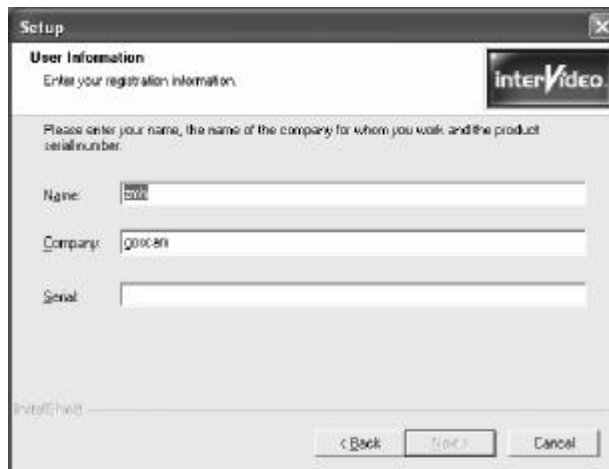 Setup
User Information
Enter your registration information.
interVideo
Please enter your name, the name of the company for whom you work and the product
serial number.
Name:
Company:
goscam
Serial:
InstallShield
< Back
Next >
Cancel